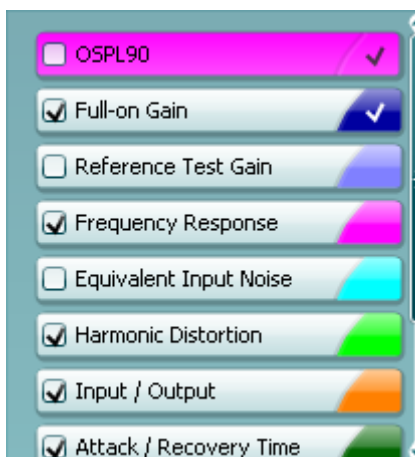 OSPL90
Full-on Gain
Reference Test Gain
Frequency Response
Equivalent Input Noise
Harmonic Distortion
Input / Output
Attack / Recovery Time